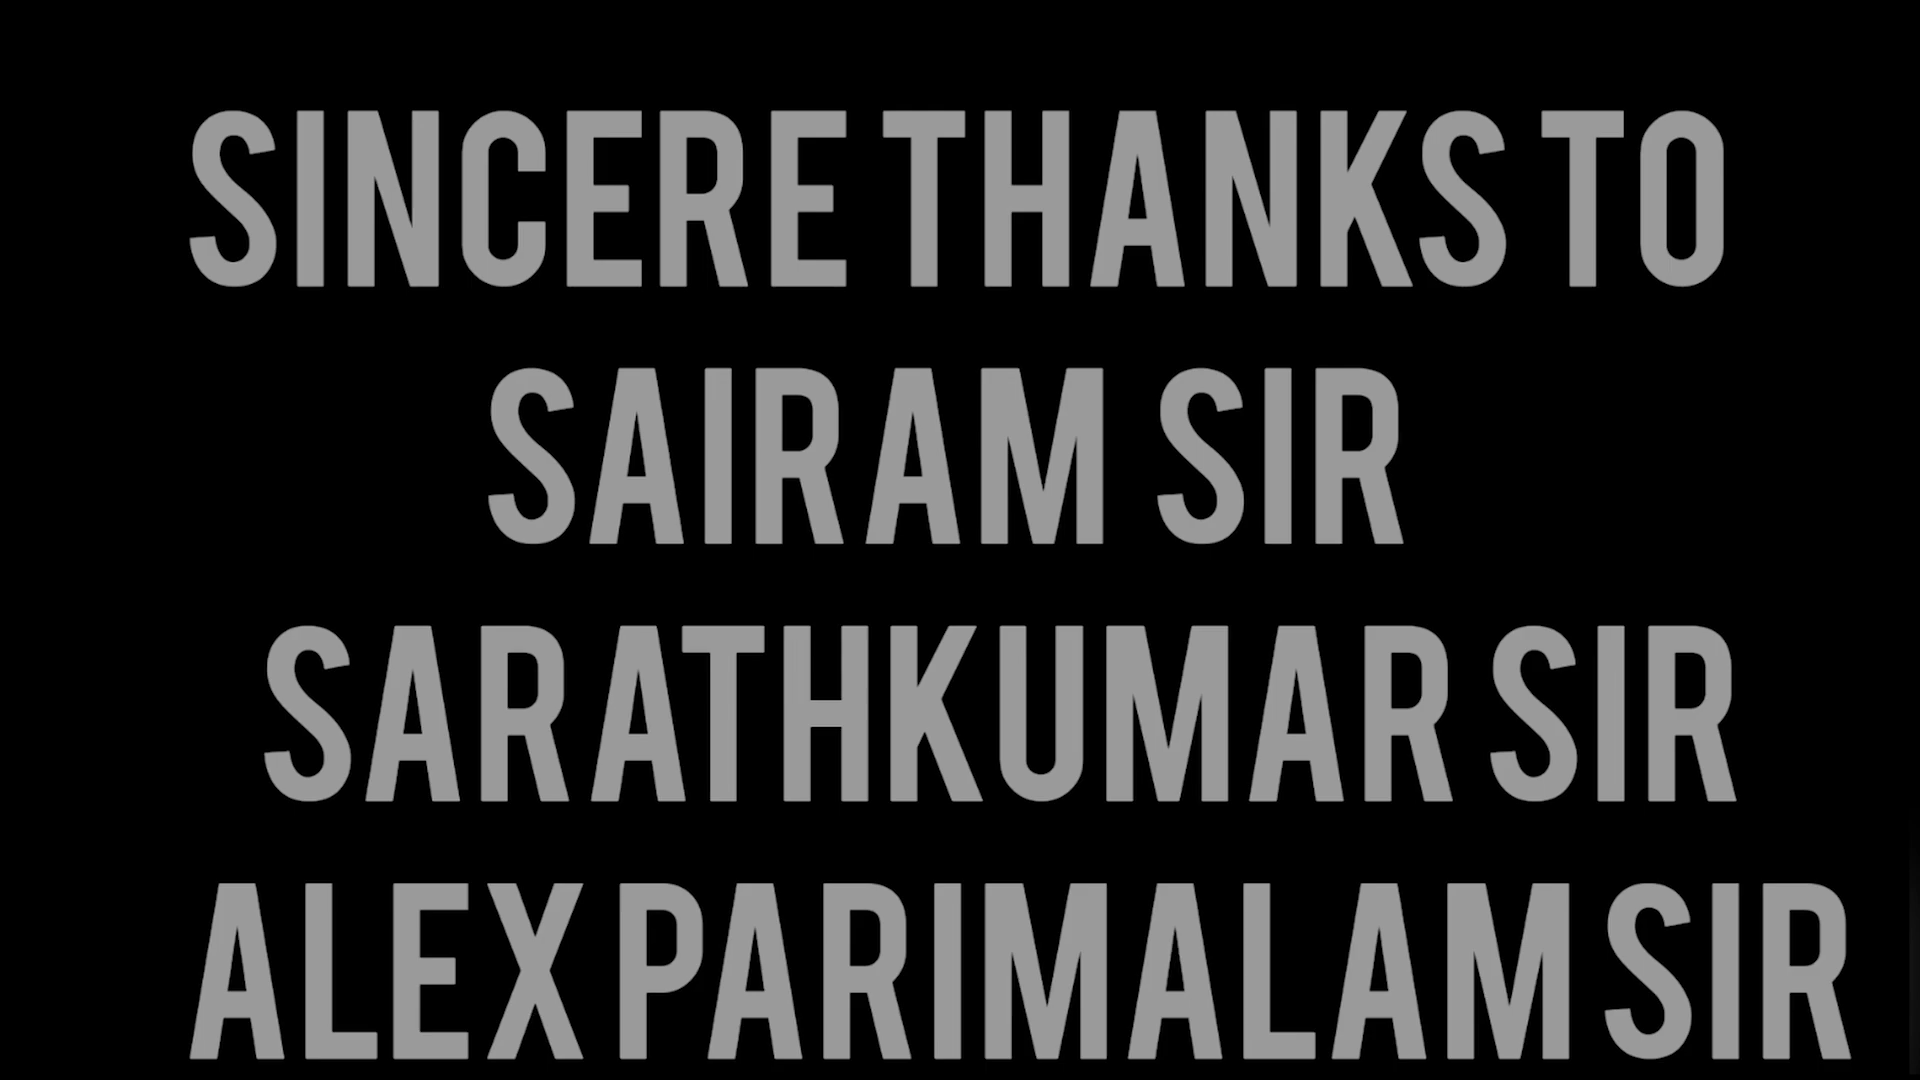 SINCERE THANKS TO
SAIRAM SIR
SARATHKUMAR SIR
ALEX PARIMALAM SIR